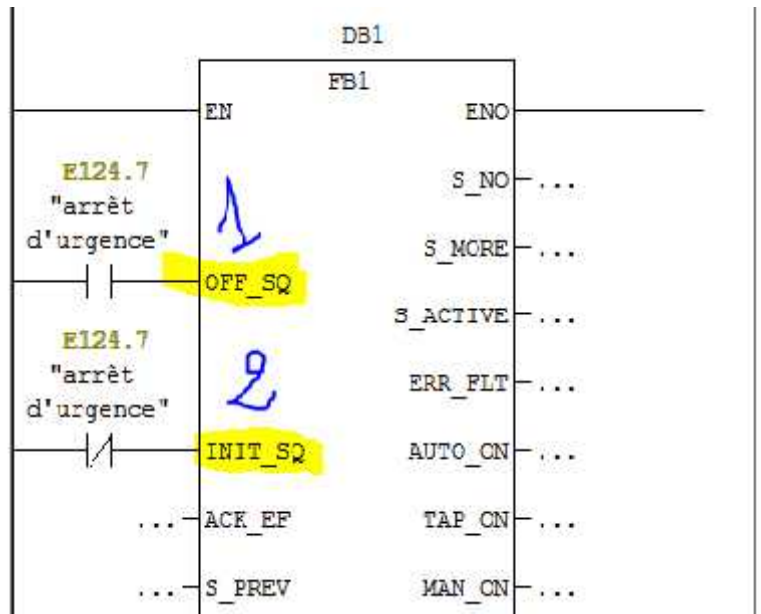 DB1
FB1
EN ENO
E124.7
"arrêt
d'urgence"
1
OFF_SQ
S_NO ...
S_MORE ...
S_ACTIVE ...
E124.7
"arrêt
d'urgence"
2
INIT_SQ
ERR_FLT ...
AUTO_ON ...
... ACK_EF TAP_ON ...
... S_PREV MAN_ON ...